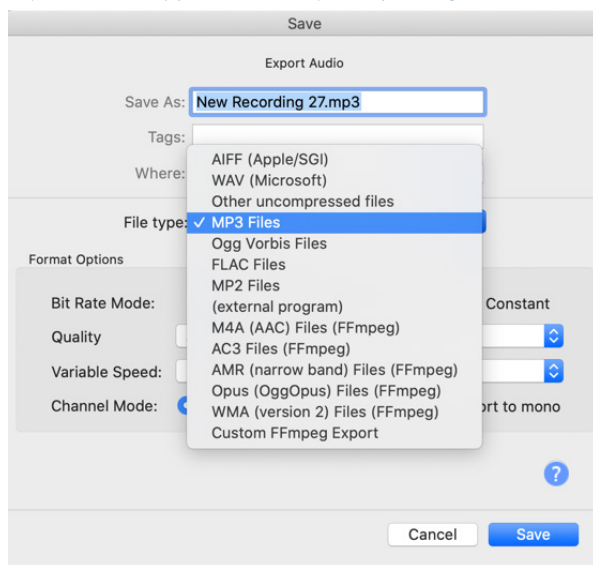 Save
Export Audio
Save As: New Recording 27.mp3
Tags:
Where:
File type:
AIFF (Apple/SGI)
WAV (Microsoft)
Other uncompressed files
✓ MP3 Files
Ogg Vorbis Files
FLAC Files
MP2 Files
(external program)
M4A (AAC) Files (FFmpeg)
AC3 Files (FFmpeg)
AMR (narrow band) Files (FFmpeg)
Opus (OggOpus) Files (FFmpeg)
WMA (version 2) Files (FFmpeg)
Custom FFmpeg Export
Format Options
Bit Rate Mode: Constant
Quality
Variable Speed:
Channel Mode: to mono
?
Cancel Save